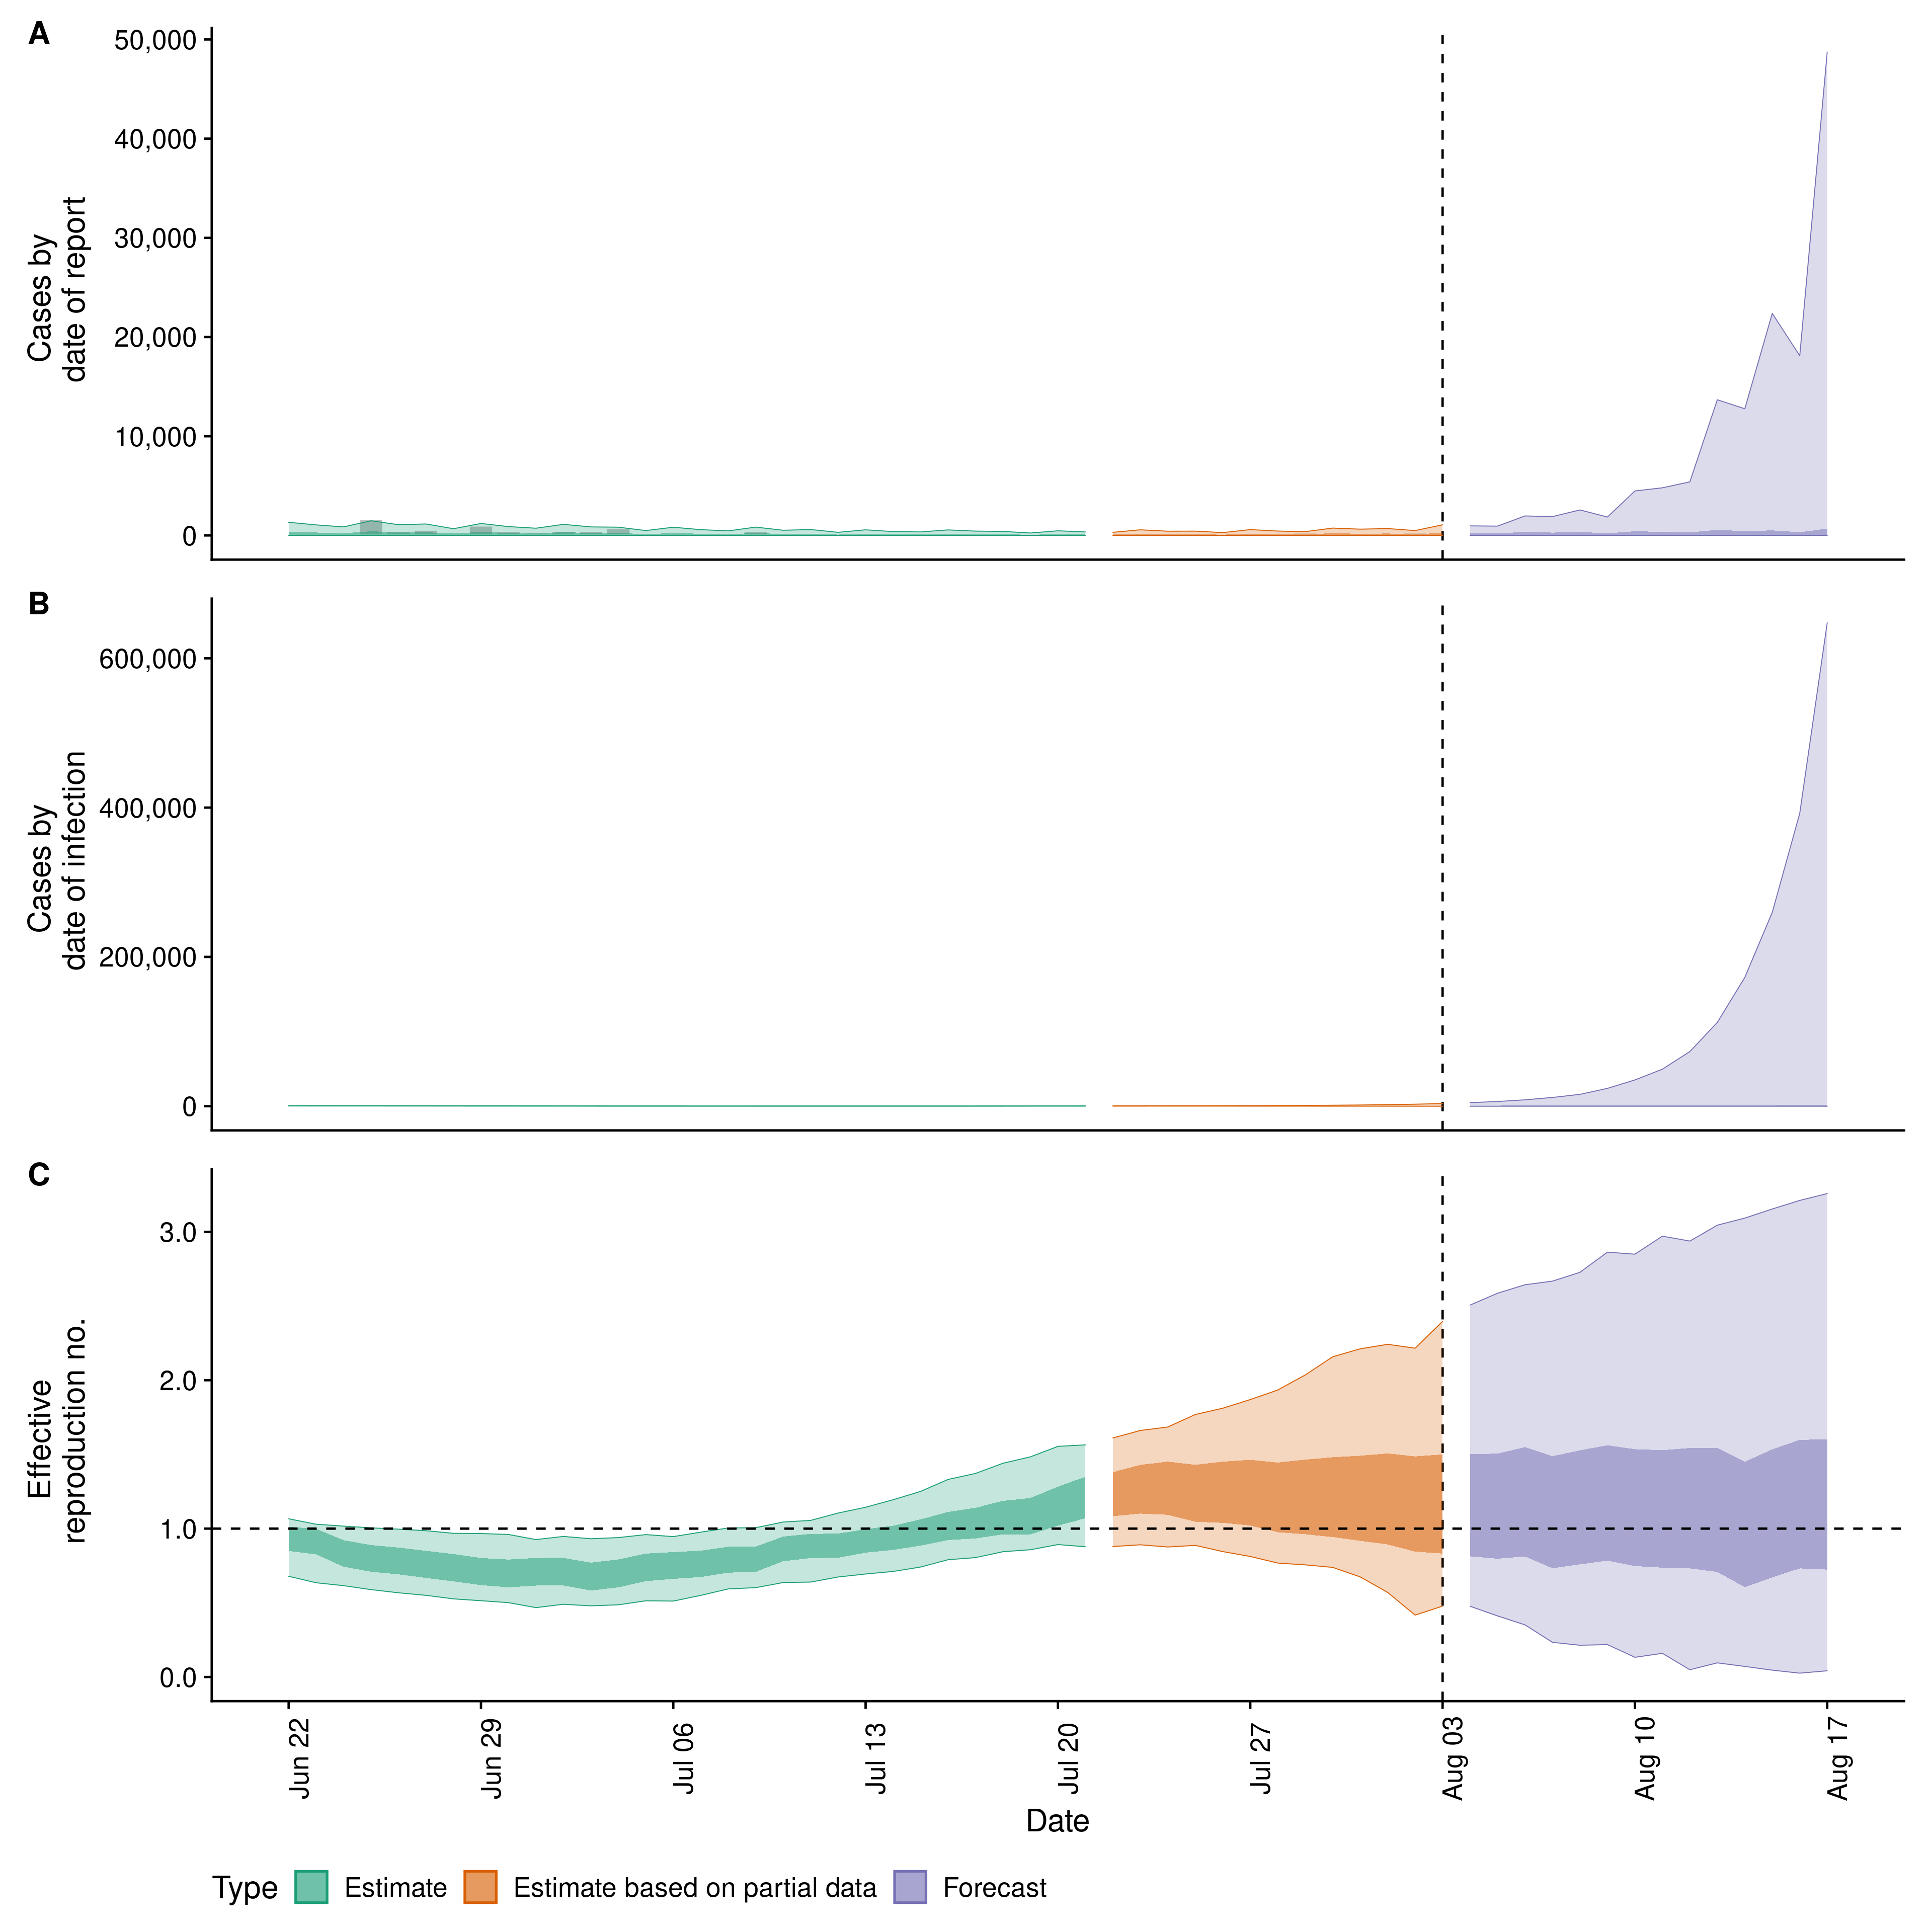 A
Cases by
date of report
50,000
40,000
30,000
20,000
10,000
0
B
Cases by
date of infection
600,000
400,000
200,000
0
C
Effective
reproduction no.
3.0
2.0
1.0
0.0
Jun 22
Jun 29
Jul 06
Jul 13
Jul 20
Jul 27
Aug 03
Aug 10
Aug 17
Date
Type Estimate Estimate based on partial data Forecast